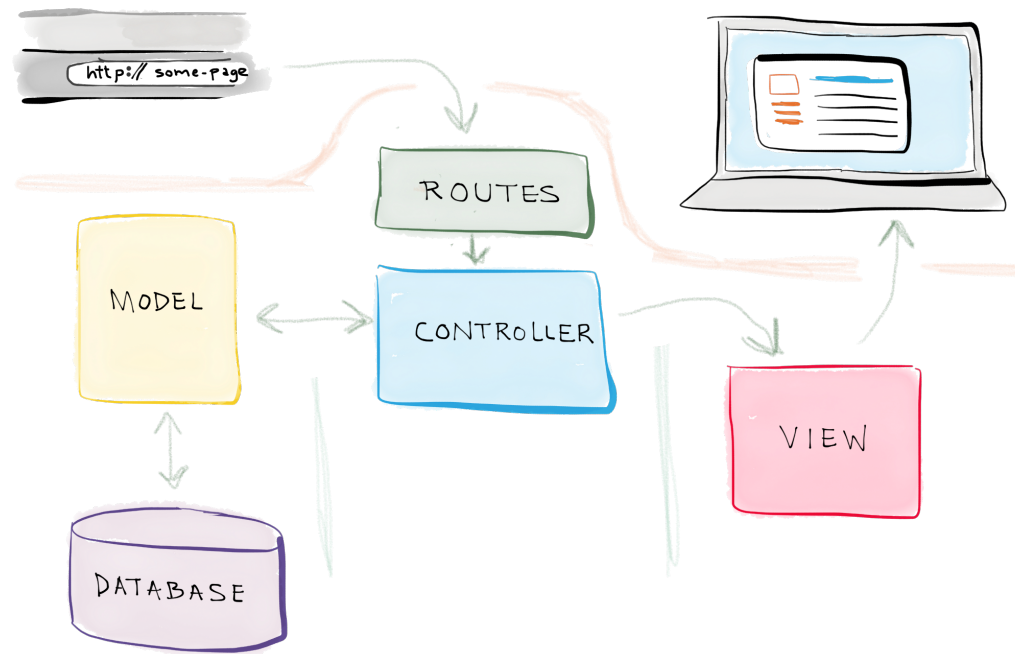 http:// some-page
ROUTES
MODEL
CONTROLLER
VIEW
DATABASE